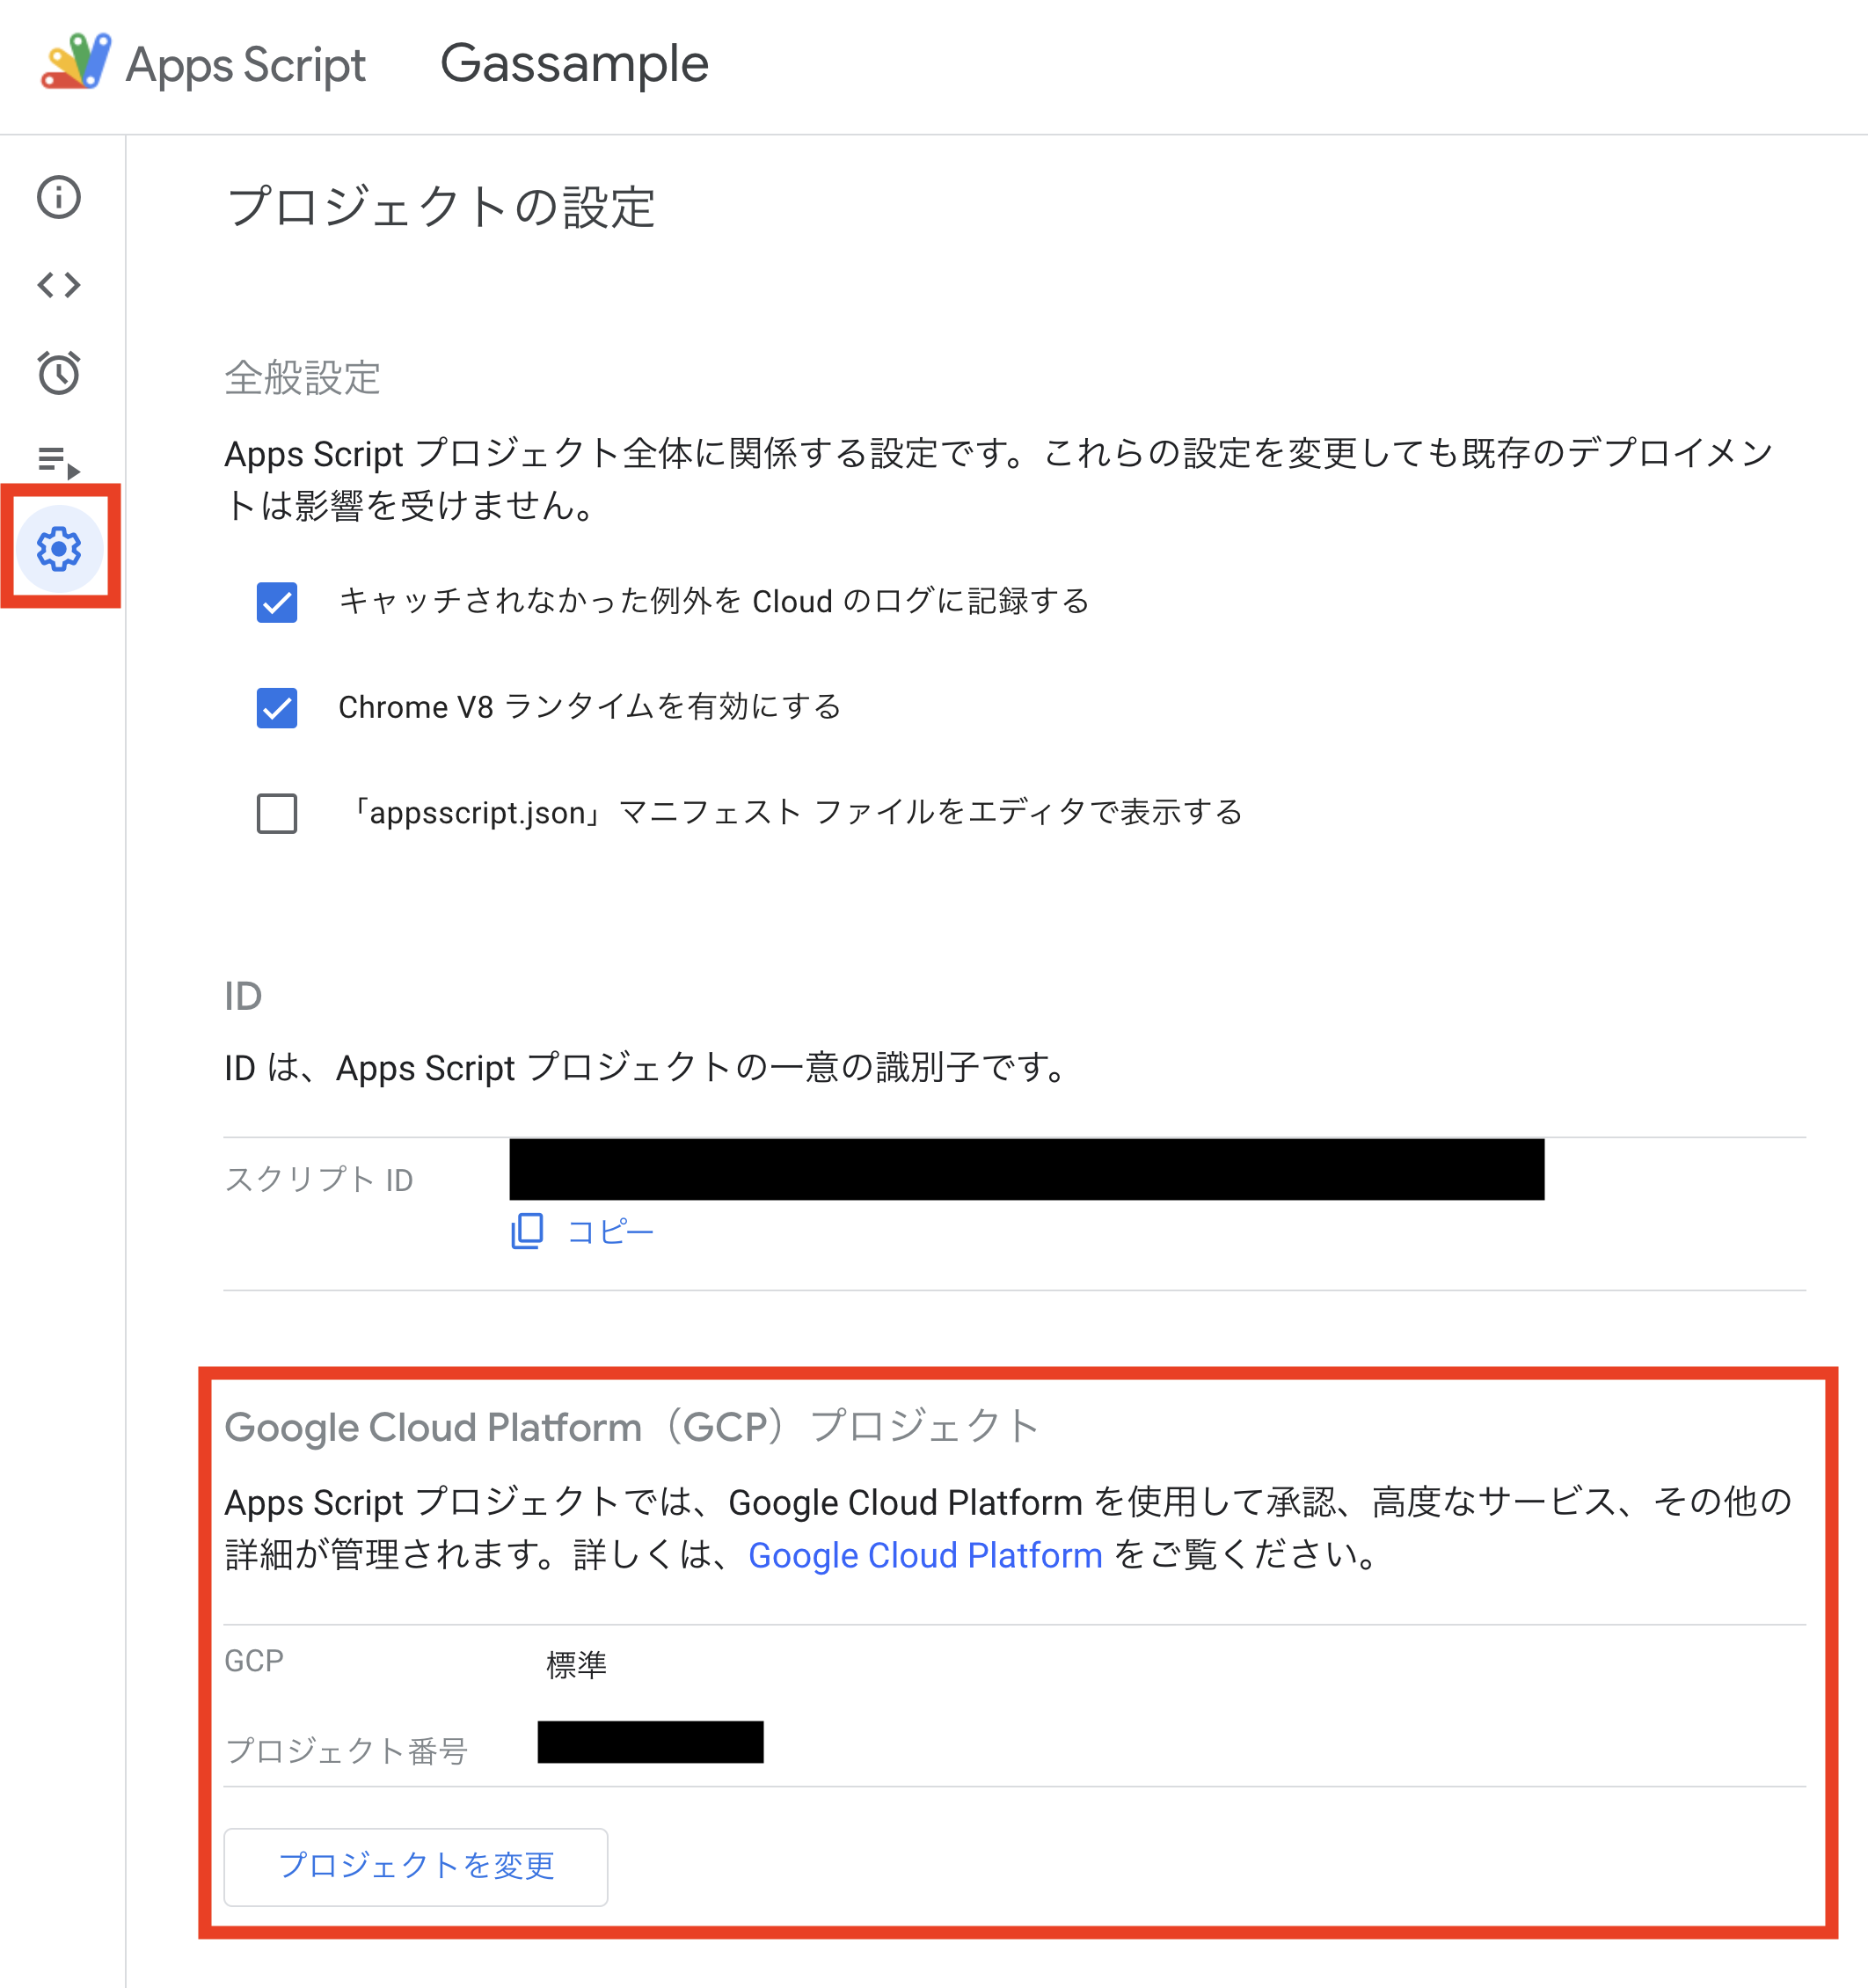 Apps Script Gassample
プロジェクトの設定
全般設定
Apps Script プロジェクト全体に関係する設定です。これらの設定を変更しても既存のデプロイメン
トは影響を受けません。
キャッチされなかった例外を Cloud のログに記録する
Chrome V8 ランタイムを有効にする
「appsscript.json」マニフェスト ファイルをエディタで表示する
ID
ID は、Apps Script プロジェクトの一意の識別子です。
スクリプト ID
コピー
Google Cloud Platform（GCP）プロジェクト
Apps Script プロジェクトでは、Google Cloud Platform を使用して承認、高度なサービス、その他の
詳細が管理されます。詳しくは、Google Cloud Platform をご覧ください。
GCP 標準
プロジェクト番号
プロジェクトを変更